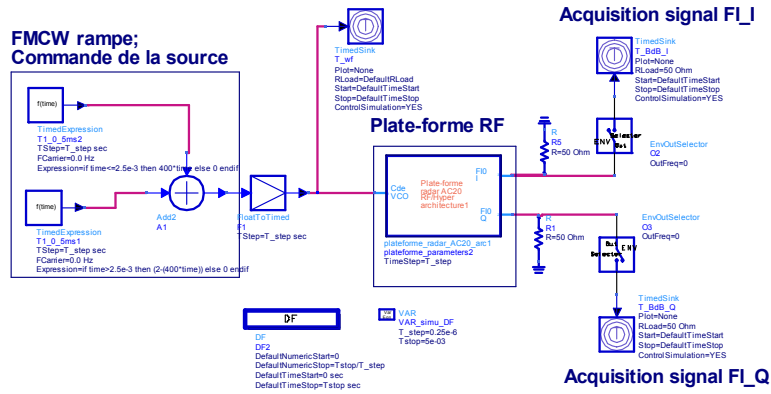 Acquisition signal FI_I
FMCW rampe;
Commande de la source
TimedSink
T_wf
Plot=None
RLoad=DefaultRLoad
Start=DefaultTimeStart
Stop=DefaultTimeStop
ControlSimulation=YES
TimedSink
T_BdB_I
Plot=None
RLoad=50 Ohm
Start=DefaultTimeStart
Stop=DefaultTimeStop
ControlSimulation=YES
f(time)
TimedExpression
T1_0_5ms2
TStep=T_step sec
FCarrier=0.0 Hz
Expression=if time<=2.5e-3 then 400*time else 0 endif
f(time)
TimedExpression
T1_0_5ms1
TStep=T_step sec
FCarrier=0.0 Hz
Expression=if time>2.5e-3 then (2-(400*time)) else 0 endif
Add2
A1
FloatToTimed
F1
TStep=T_step sec
Plate-forme RF
Cde
VCO
Plate-forme
radar AC20
RF/Hyper
architecture1
FI0
I
FI0
Q
plateforme_radar_AC20_arc1
plateforme_parameters2
TimeStep=T_step
R
R5
R=50 Ohm
ENV
Selector
Out
EnvOutSelector
O2
OutFreq=0
R
R1
R=50 Ohm
Out
ENV
Selector
EnvOutSelector
O3
OutFreq=0
TimedSink
T_BdB_Q
Plot=None
RLoad=50 Ohm
Start=DefaultTimeStart
Stop=DefaultTimeStop
ControlSimulation=YES
Acquisition signal FI_Q
DF
DF
DF2
DefaultNumericStart=0
DefaultNumericStop=Tstop/T_step
DefaultTimeStart=0 sec
DefaultTimeStop=Tstop sec
Var
Eqn
VAR
VAR_simu_DF
T_step=0.25e-6
Tstop=5e-03